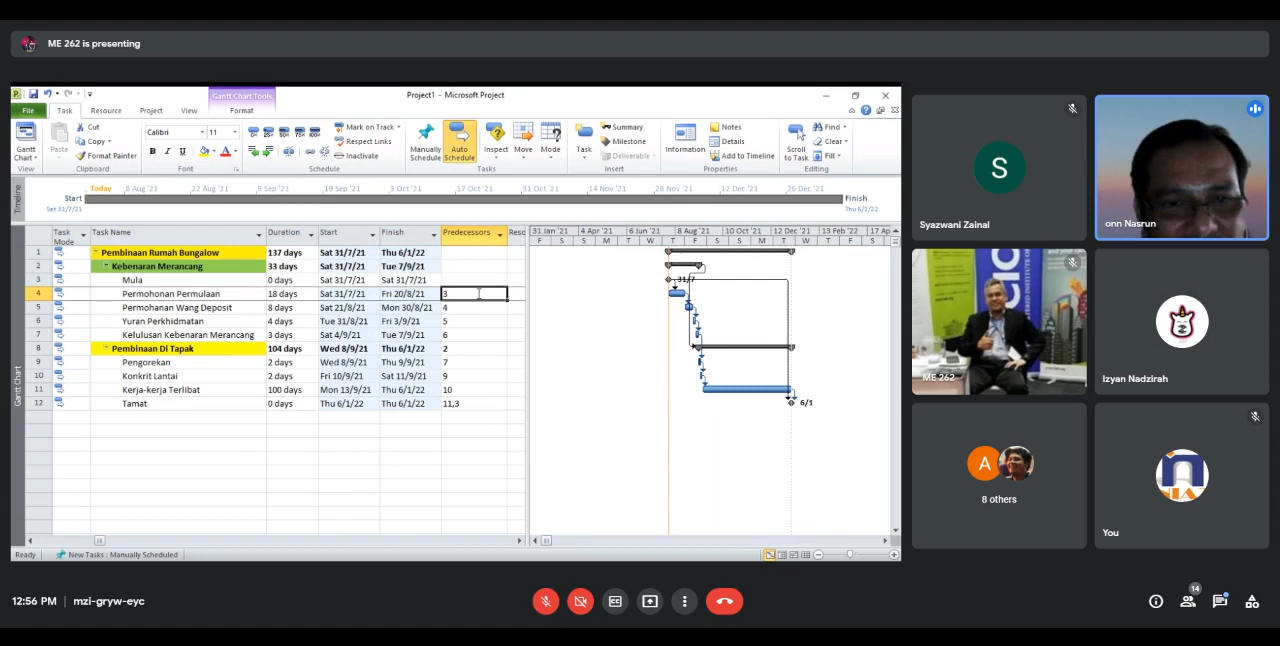 ME 262 is presenting
Gantt Chart Tools
Project1 - Microsoft Project
File Task Resource Project View Format
Gantt Chart
View
Paste
Cut
Copy
Format Painter
Clipboard
Calibri 11
B I U A
Font
Mark on Track
Respect Links
Inactivate
Schedule
Manually Schedule
Auto Schedule
Inspect Move Mode
Tasks
Task
Summary
Milestone
Deliverable
Insert
Information
Notes
Details
Add to Timeline
Properties
Scroll to Task
Find
Clear
Fill
Editing
Timeline
Today 8 Aug '21 22 Aug '21 5 Sep '21 19 Sep '21 3 Oct '21 17 Oct '21 31 Oct '21 14 Nov '21 28 Nov '21 12 Dec '21 26 Dec '21
Start
Sat 31/7/21
Finish
Thu 6/1/22
Task Mode Task Name Duration Start Finish Predecessors Reso
31 Jan '21 4 Apr '21 6 Jun '21 8 Aug '21 10 Oct '21 12 Dec '21 13 Feb '22 17 Ap
F S S M T W T F S S M T W T F S
1 Pembinaan Rumah Bungalow 137 days Sat 31/7/21 Thu 6/1/22
2 Kebenaran Merancang 33 days Sat 31/7/21 Tue 7/9/21
3 Mula 0 days Sat 31/7/21 Sat 31/7/21
31/7
4 Permohonan Permulaan 18 days Sat 31/7/21 Fri 20/8/21 3
5 Permohanan Wang Deposit 8 days Sat 21/8/21 Mon 30/8/21 4
6 Yuran Perkhidmatan 4 days Tue 31/8/21 Fri 3/9/21 5
7 Kelulusan Kebenaran Merancang 3 days Sat 4/9/21 Tue 7/9/21 6
8 Pembinaan Di Tapak 104 days Wed 8/9/21 Thu 6/1/22 2
9 Pengorekan 2 days Wed 8/9/21 Thu 9/9/21 7
10 Konkrit Lantai 2 days Fri 10/9/21 Sat 11/9/21 9
11 Kerja-kerja Terlibat 100 days Mon 13/9/21 Thu 6/1/22 10
12 Tamat 0 days Thu 6/1/22 Thu 6/1/22 11,3
6/1
Gantt Chart
Ready New Tasks : Manually Scheduled
S
Syazwani Zainal
onn Nasrun
ME 262
Izyan Nadzirah
A
8 others
You
12:56 PM | mzi-gryw-eyc
14